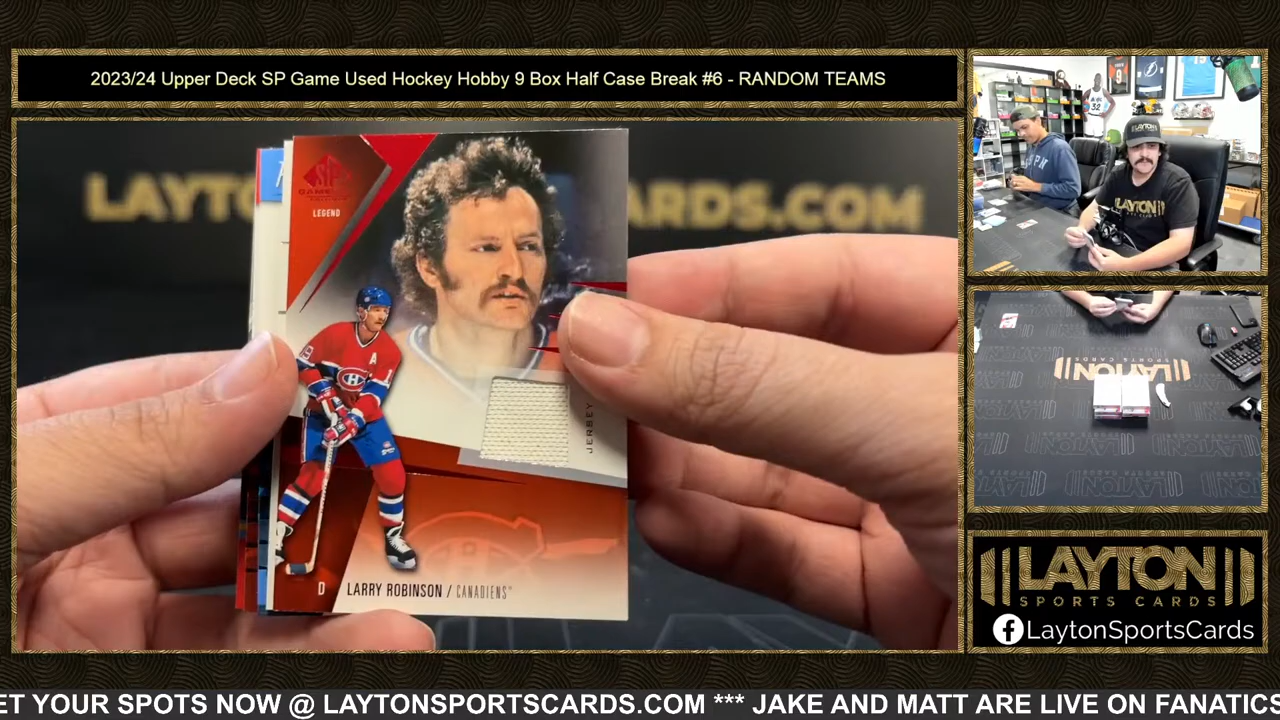 2023/24 Upper Deck SP Game Used Hockey Hobby 9 Box Half Case Break #6 - RANDOM TEAMS
SP
LEGEND
JERSEY
D LARRY ROBINSON / CANADIENS
LAYTON
SPORTS CARDS
LaytonSportsCards
ET YOUR SPOTS NOW @ LAYTONSPORTSCARDS.COM *** JAKE AND MATT ARE LIVE ON FANATICS